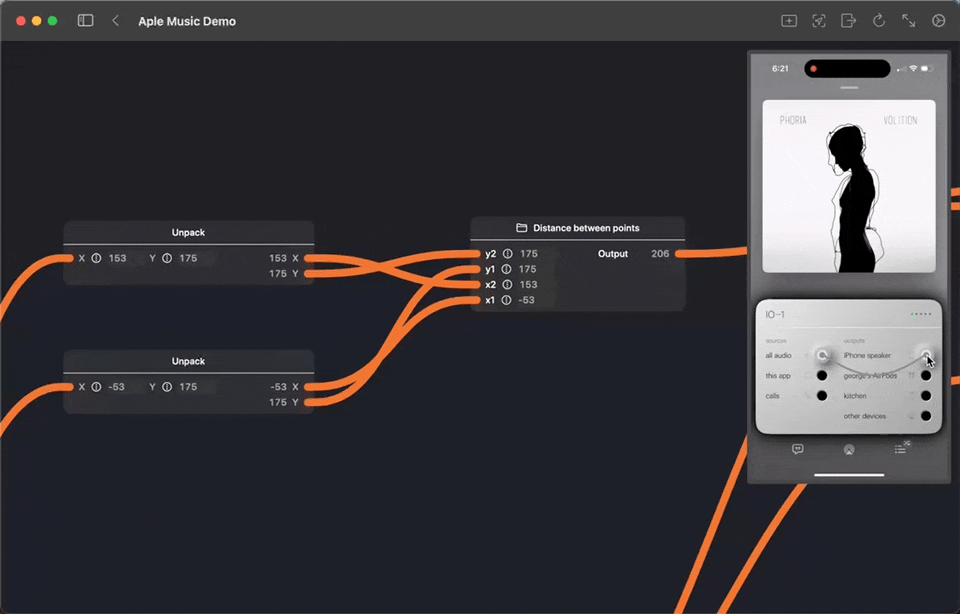 Aple Music Demo
Unpack
X 153 Y 175 153 X
175 Y
Unpack
X -53 Y 175 -53 X
175 Y
Distance between points
y2 175 Output 206
y1 175
x2 153
x1 -53
6:21
PHORIA VOLITION
IO-1
sources outputs
all audio iPhone speaker
this app george's AirPods
calls kitchen
other devices